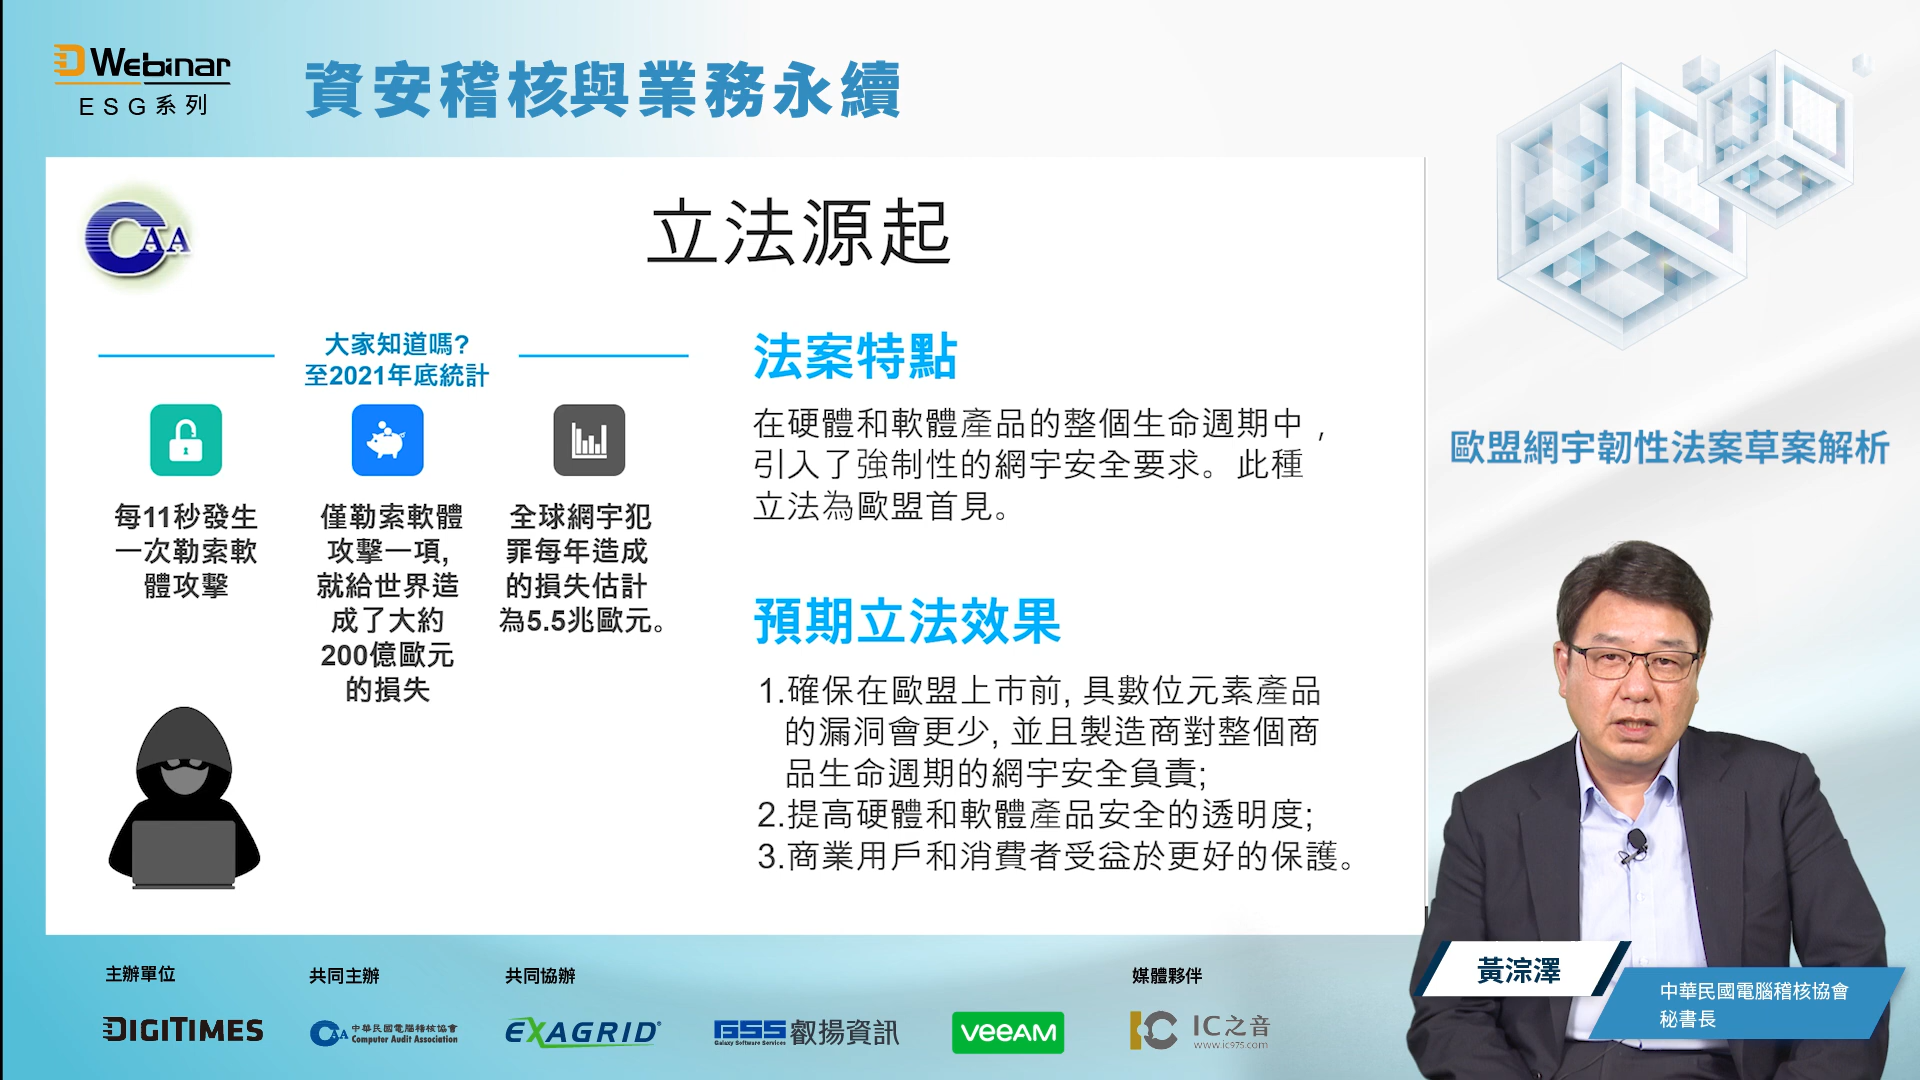 D Webinar
ESG系列
資安稽核與業務永續
CAA
立法源起
大家知道嗎?
至2021年底統計
每11秒發生
一次勒索軟
體攻擊
僅勒索軟體
攻擊一項,
就給世界造
成了大約
200億歐元
的損失
全球網宇犯
罪每年造成
的損失估計
為5.5兆歐元。
法案特點
在硬體和軟體產品的整個生命週期中，
引入了強制性的網宇安全要求。此種
立法為歐盟首見。
預期立法效果
1.確保在歐盟上市前, 具數位元素產品
的漏洞會更少, 並且製造商對整個商
品生命週期的網宇安全負責;
2.提高硬體和軟體產品安全的透明度;
3.商業用戶和消費者受益於更好的保護。
歐盟網宇韌性法案草案解析
黃淙澤
中華民國電腦稽核協會
秘書長
主辦單位
DIGITIMES
共同主辦
CAA 中華民國電腦稽核協會
Computer Audit Association
共同協辦
EXAGRID®
GSS 叡揚資訊
Galaxy Software Services
veeAM
媒體夥伴
IC IC之音
www.ic975.com